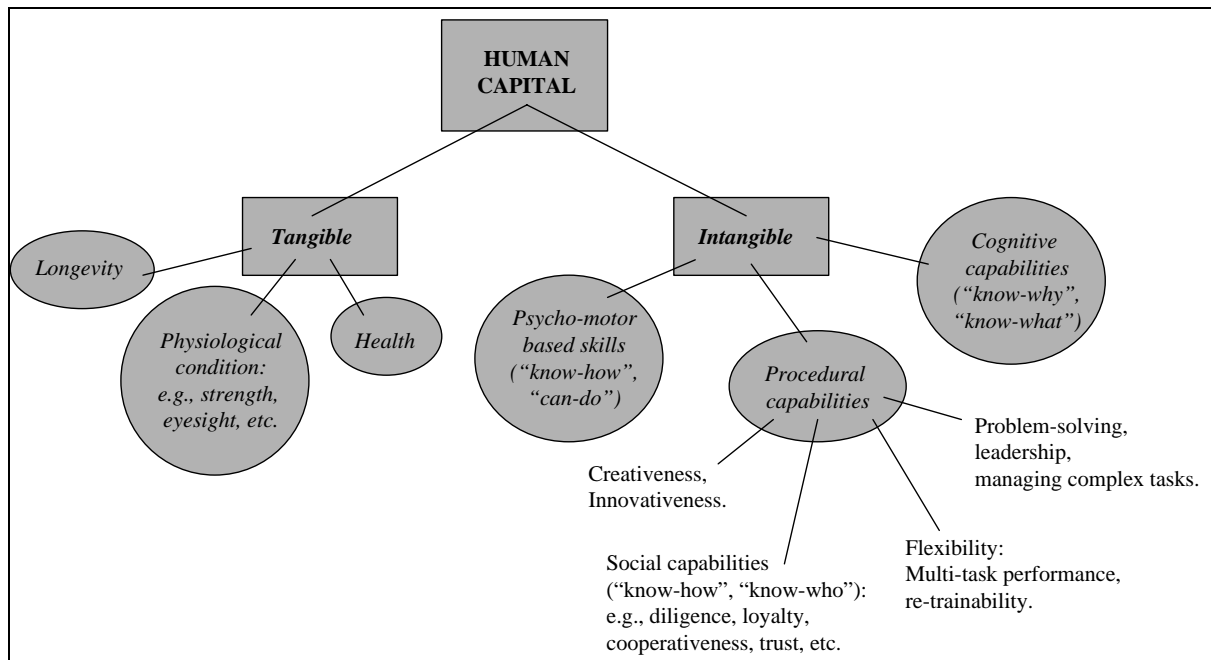 HUMAN
CAPITAL
Tangible
Intangible
Longevity
Physiological
condition:
e.g., strength,
eyesight, etc.
Health
Psycho-motor
based skills
(“know-how”,
“can-do”)
Procedural
capabilities
Cognitive
capabilities
(“know-why”,
“know-what”)
Creativeness,
Innovativeness.
Social capabilities
(“know-how”, “know-who”):
e.g., diligence, loyalty,
cooperativeness, trust, etc.
Flexibility:
Multi-task performance,
re-trainability.
Problem-solving,
leadership,
managing complex tasks.